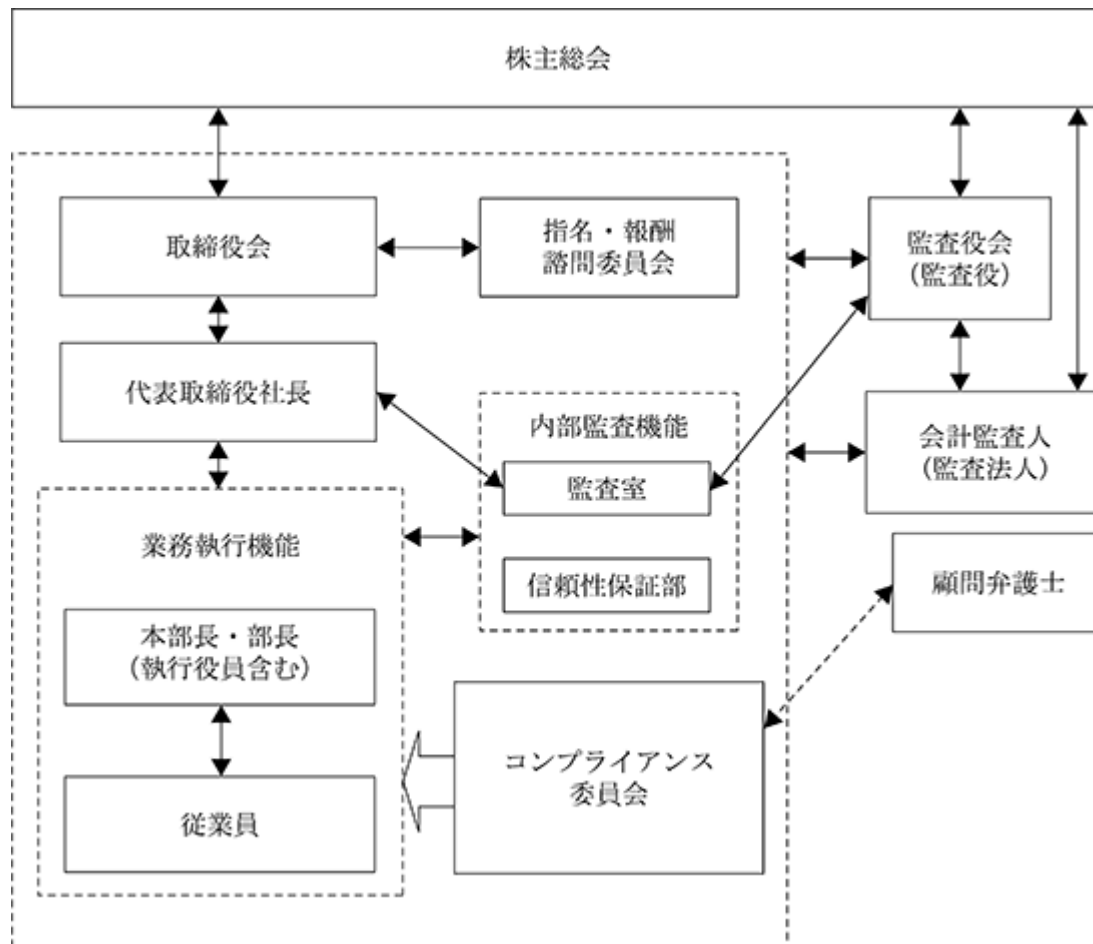 株主総会
取締役会
指名・報酬
諮問委員会
監査役会
(監査役)
代表取締役社長
内部監査機能
監査室
信頼性保証部
会計監査人
(監査法人)
顧問弁護士
業務執行機能
本部長・部長
(執行役員含む)
従業員
コンプライアンス
委員会